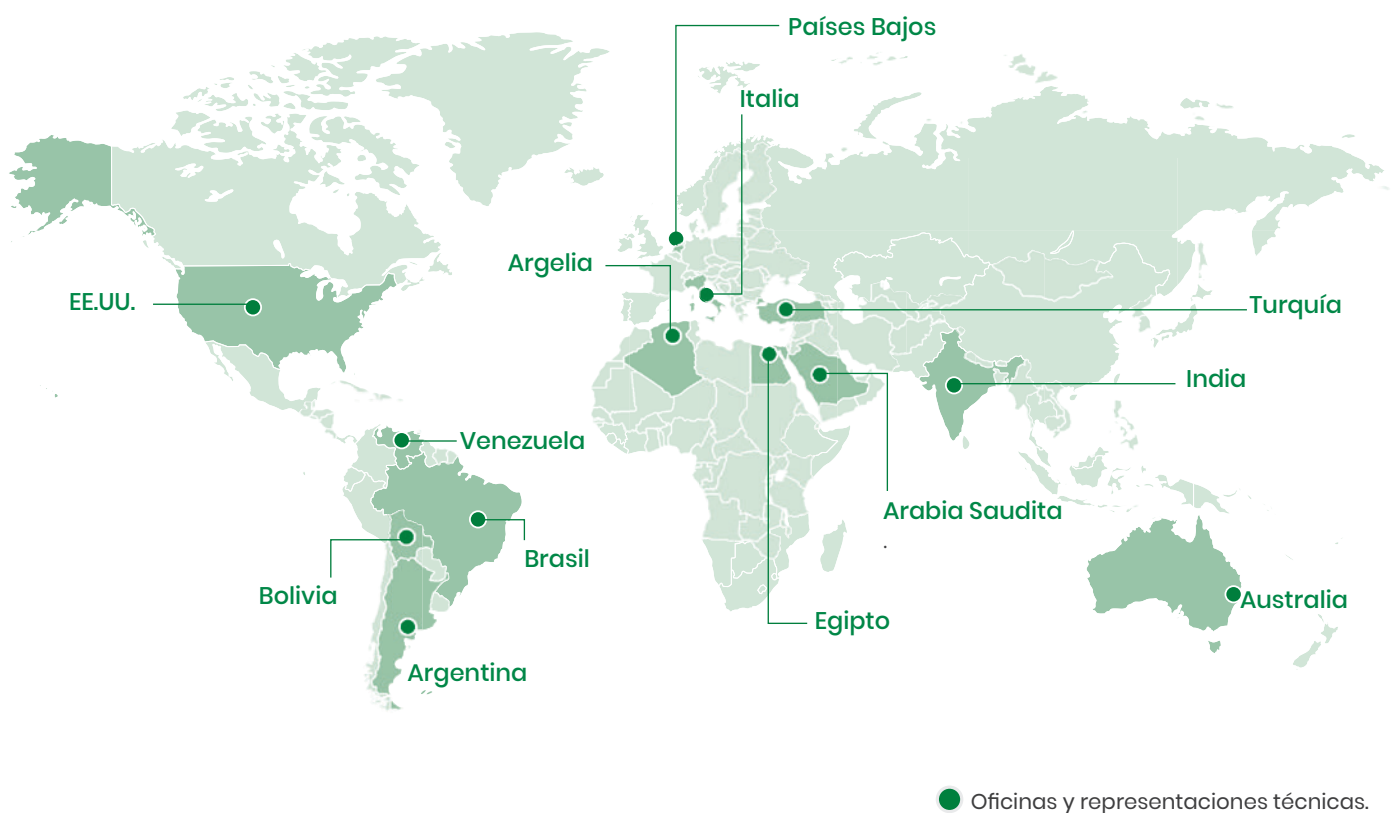 Países Bajos
Italia
Argelia
EE.UU.
Turquía
India
Venezuela
Arabia Saudita
Brasil
Bolivia
Australia
Egipto
Argentina
Oficinas y representaciones técnicas.